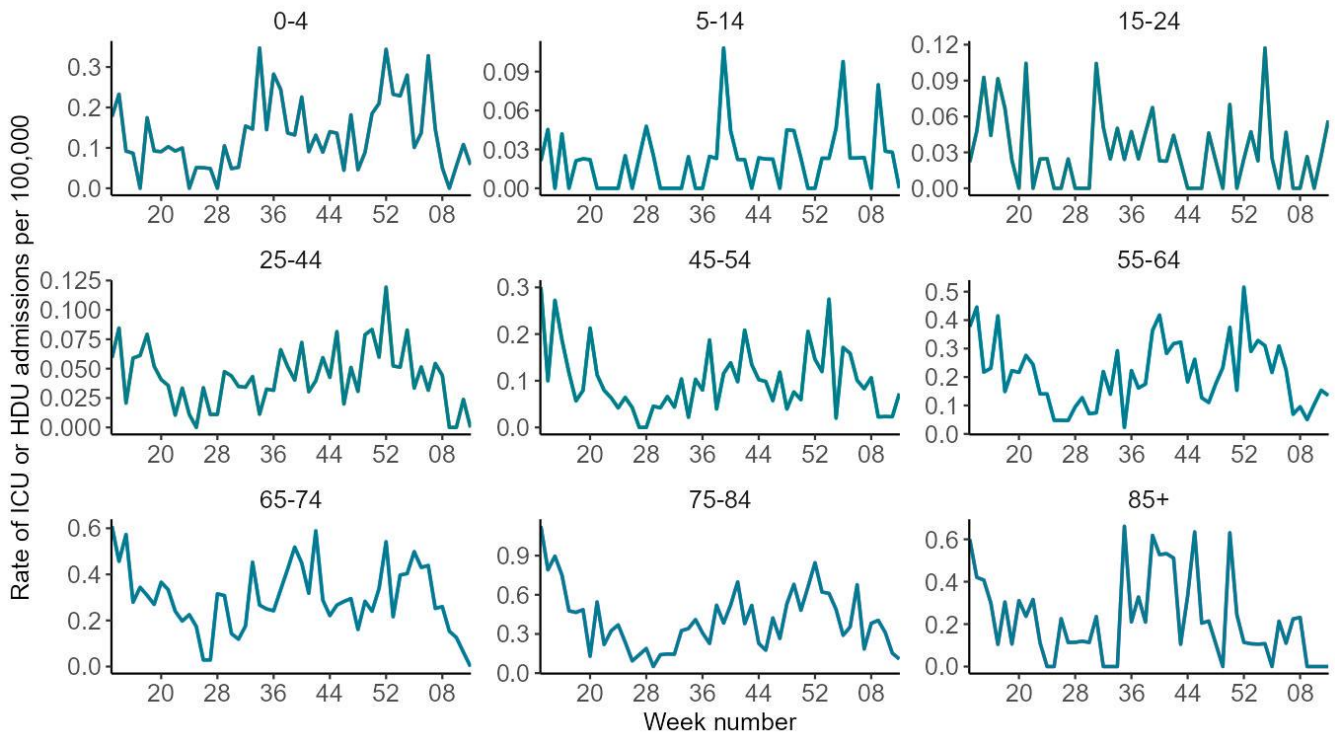 0-4 5-14 15-24
0.3 0.2 0.1 0.0
0.09 0.06 0.03 0.00
0.12 0.09 0.06 0.03 0.00
20 28 36 44 52 08
20 28 36 44 52 08
20 28 36 44 52 08
25-44 45-54 55-64
0.125 0.100 0.075 0.050 0.025 0.000
0.3 0.2 0.1 0.0
0.5 0.4 0.3 0.2 0.1 0.0
20 28 36 44 52 08
20 28 36 44 52 08
20 28 36 44 52 08
65-74 75-84 85+
0.6 0.4 0.2 0.0
0.9 0.6 0.3 0.0
0.6 0.4 0.2 0.0
20 28 36 44 52 08
20 28 36 44 52 08
20 28 36 44 52 08
Rate of ICU or HDU admissions per 100,000
Week number